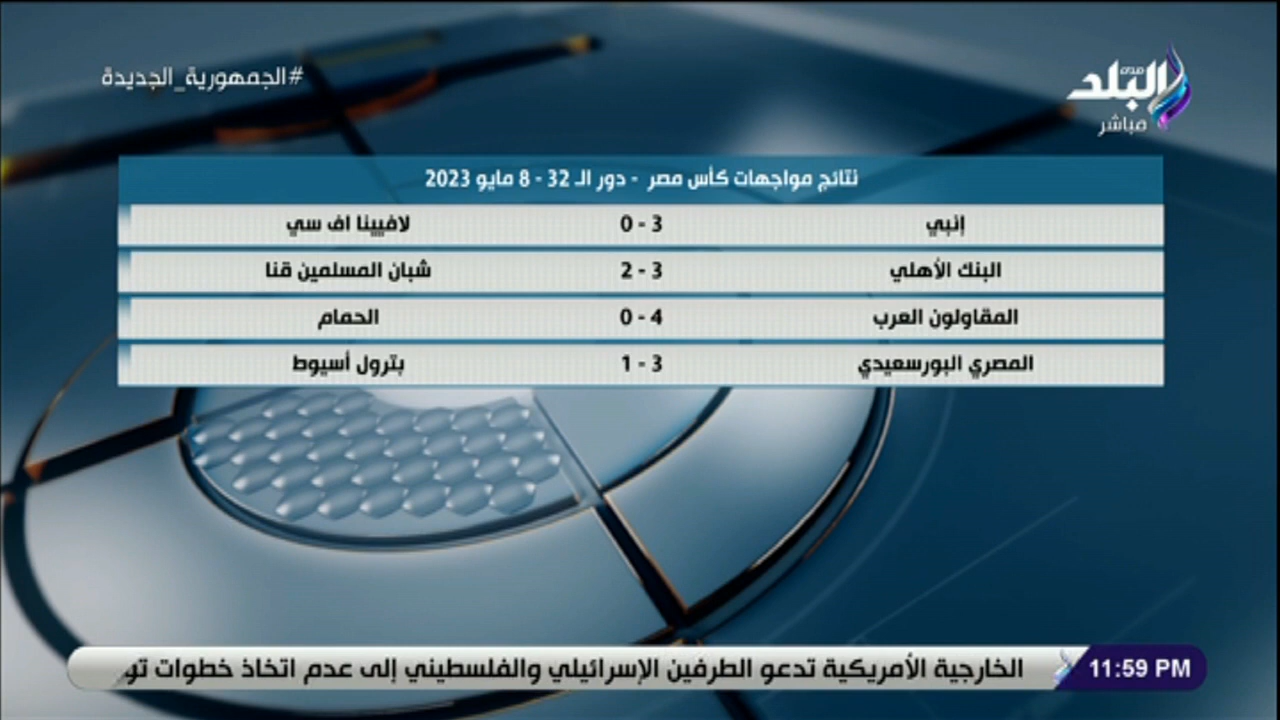 #الجمهورية_الجديدة
صدى البلد
مباشر
نتائج مواجهات كأس مصر - دور الـ 32 - 8 مايو 2023
إنبي 3 - 0 لافيينا اف سي
البنك الأهلي 3 - 2 شبان المسلمين قنا
المقاولون العرب 4 - 0 الحمام
المصري البورسعيدي 3 - 1 بترول أسيوط
11:59 PM الخارجية الأمريكية تدعو الطرفين الإسرائيلي والفلسطيني إلى عدم اتخاذ خطوات تو